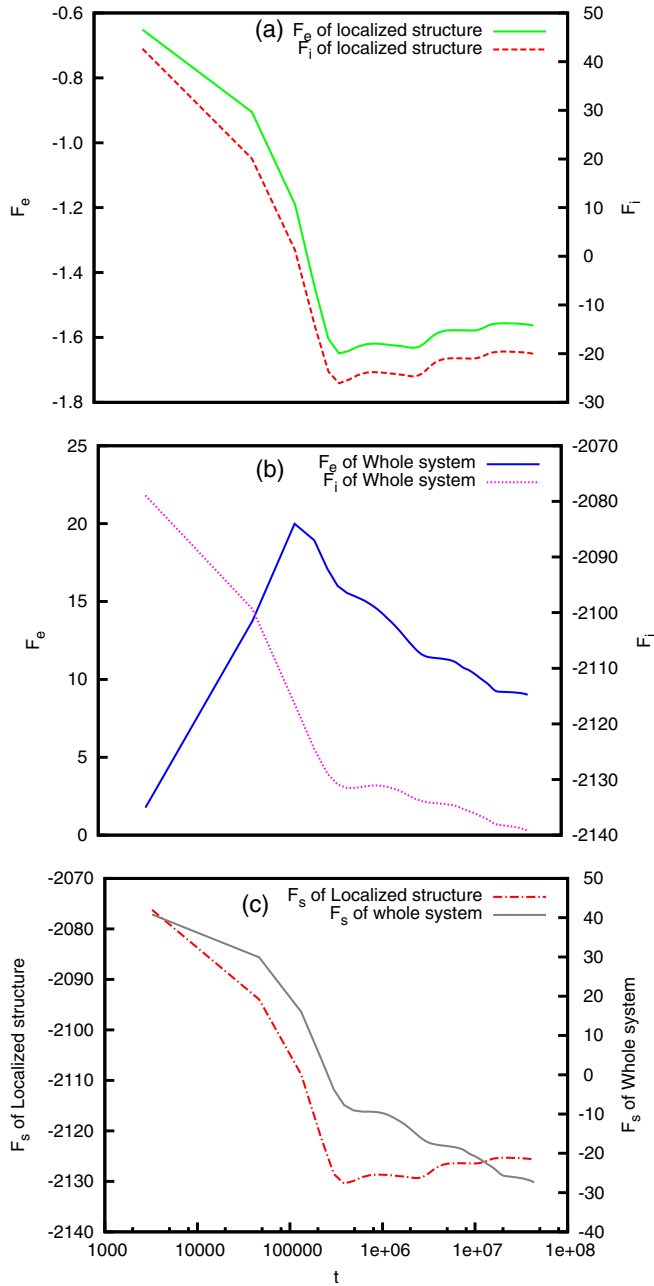 (a)
F_e of localized structure
F_i of localized structure
-0.6
-0.8
-1.0
-1.2
-1.4
-1.6
-1.8
F_e
50
40
30
20
10
0
-10
-20
-30
F_i
(b)
F_e of Whole system
F_i of Whole system
25
20
15
10
5
0
F_e
-2070
-2080
-2090
-2100
-2110
-2120
-2130
-2140
F_i
(c)
F_s of Localized structure
F_s of whole system
-2070
-2080
-2090
-2100
-2110
-2120
-2130
-2140
F_s of Localized structure
50
40
30
20
10
0
-10
-20
-30
-40
F_s of Whole system
1000 10000 100000 1e+06 1e+07 1e+08
t